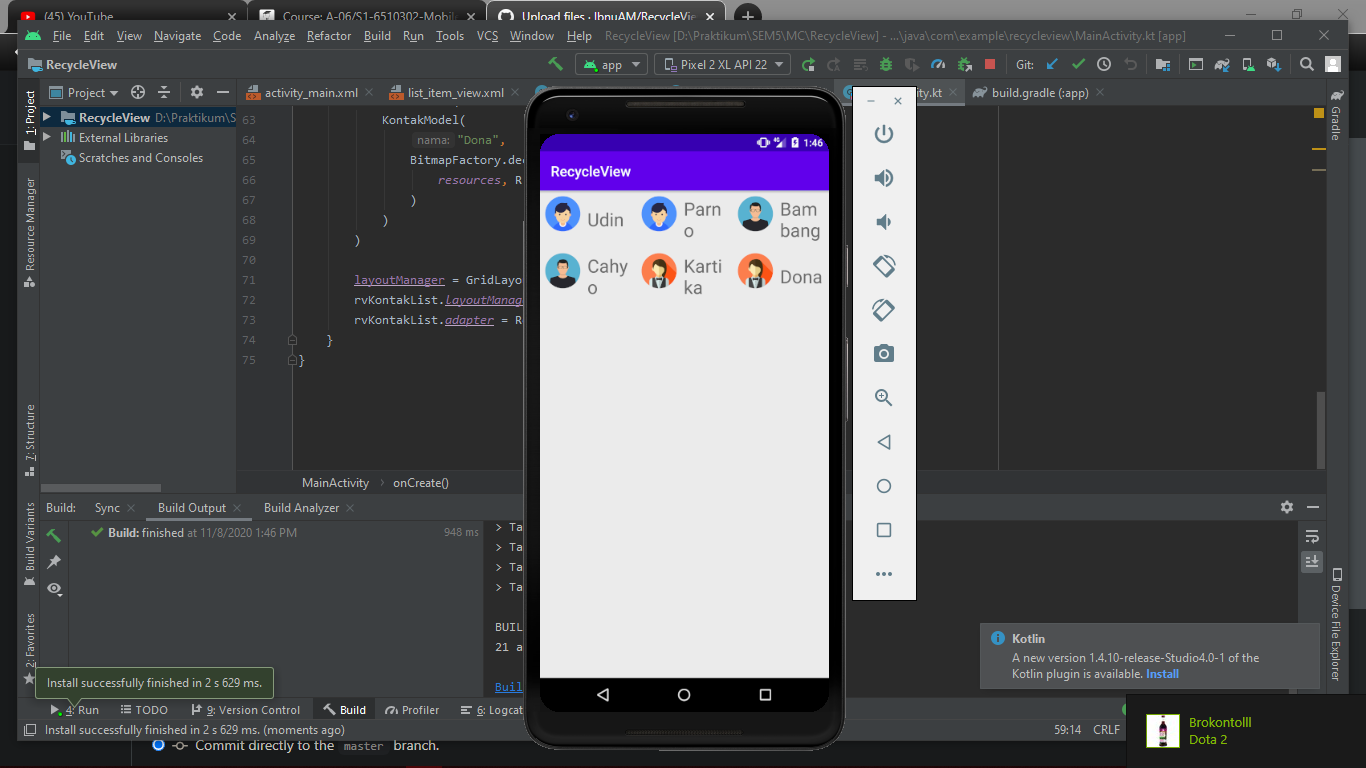 (45) YouTube
Course: A-06/S1-6510302-Mobil
Upload files · IbnuAM/RecycleVie
File Edit View Navigate Code Analyze Refactor Build Run Tools VCS Window Help RecycleView [D:\Praktikum\SEM5\MC\RecycleView] - ...\java\com\example\recycleview\MainActivity.kt [app]
RecycleView
app
Pixel 2 XL API 22
Git:
1: Project
Resource Manager
7: Structure
Build Variants
2: Favorites
Project
RecycleView D:\Praktikum\S
External Libraries
Scratches and Consoles
activity_main.xml
list_item_view.xml
ty.kt
build.gradle (:app)
Gradle
Device File Explorer
63 KontakModel(
64 nama: "Dona",
65 BitmapFactory.dec
66 resources, R
67 )
68 )
69 )
70
71 layoutManager = GridLayo
72 rvKontakList.layoutManage
73 rvKontakList.adapter = Re
74 }
75 }
MainActivity
onCreate()
1:46
RecycleView
Udin
Parn
o
Bam
bang
Cahy
o
Karti
ka
Dona
Build:
Sync
Build Output
Build Analyzer
Build: finished at 11/8/2020 1:46 PM
948 ms
> Ta
> Ta
> Ta
> Ta
BUIL
21 a
Buil
Kotlin
A new version 1.4.10-release-Studio4.0-1 of the
Kotlin plugin is available. Install
Install successfully finished in 2 s 629 ms.
4: Run
TODO
9: Version Control
Build
Profiler
6: Logcat
Install successfully finished in 2 s 629 ms. (moments ago)
59:14 CRLF
Commit directly to the master branch.
Brokontolll
Dota 2